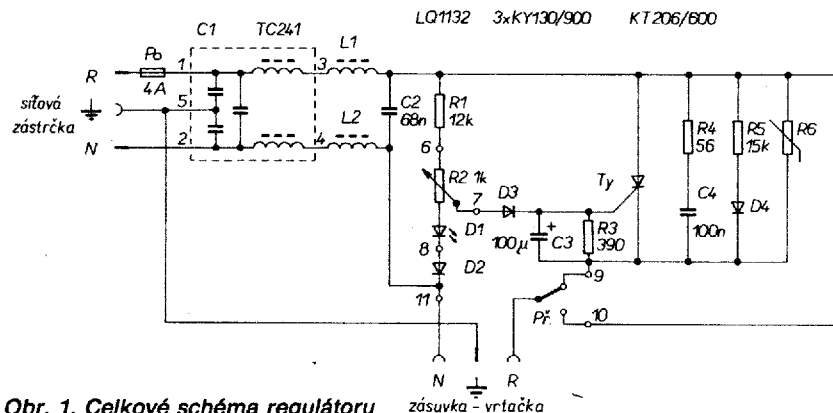 LQ1132 3xKY130/900 KT206/600
C1 TC241 L1
Po 1 3
R 4A
5
síťová
zástrčka
C2
68n
R1
12k
L2
2 4
N
6
R2 1k
7 D3
Ty
R4
56
R5
15k
R6
D1
8
D2
100µ + C3
R3
390
C4
100n
D4
9
11
Př.
10
N R
zásuvka - vrtačka
Obr. 1. Celkové schéma regulátoru